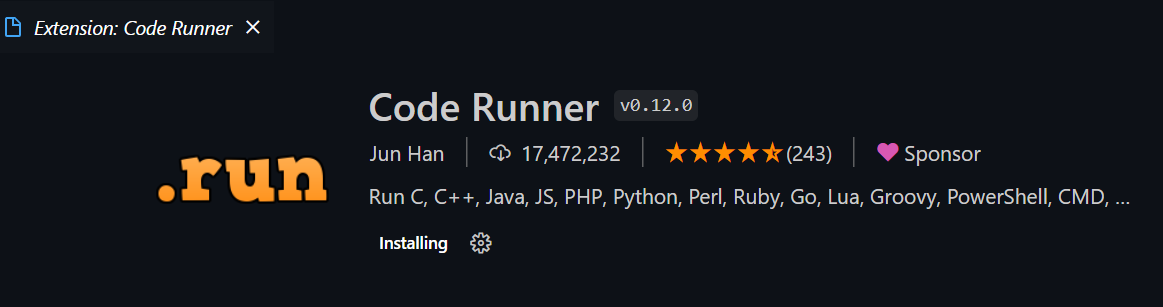 Extension: Code Runner
Code Runner v0.12.0
Jun Han 17,472,232 (243) Sponsor
.run
Run C, C++, Java, JS, PHP, Python, Perl, Ruby, Go, Lua, Groovy, PowerShell, CMD, ...
Installing